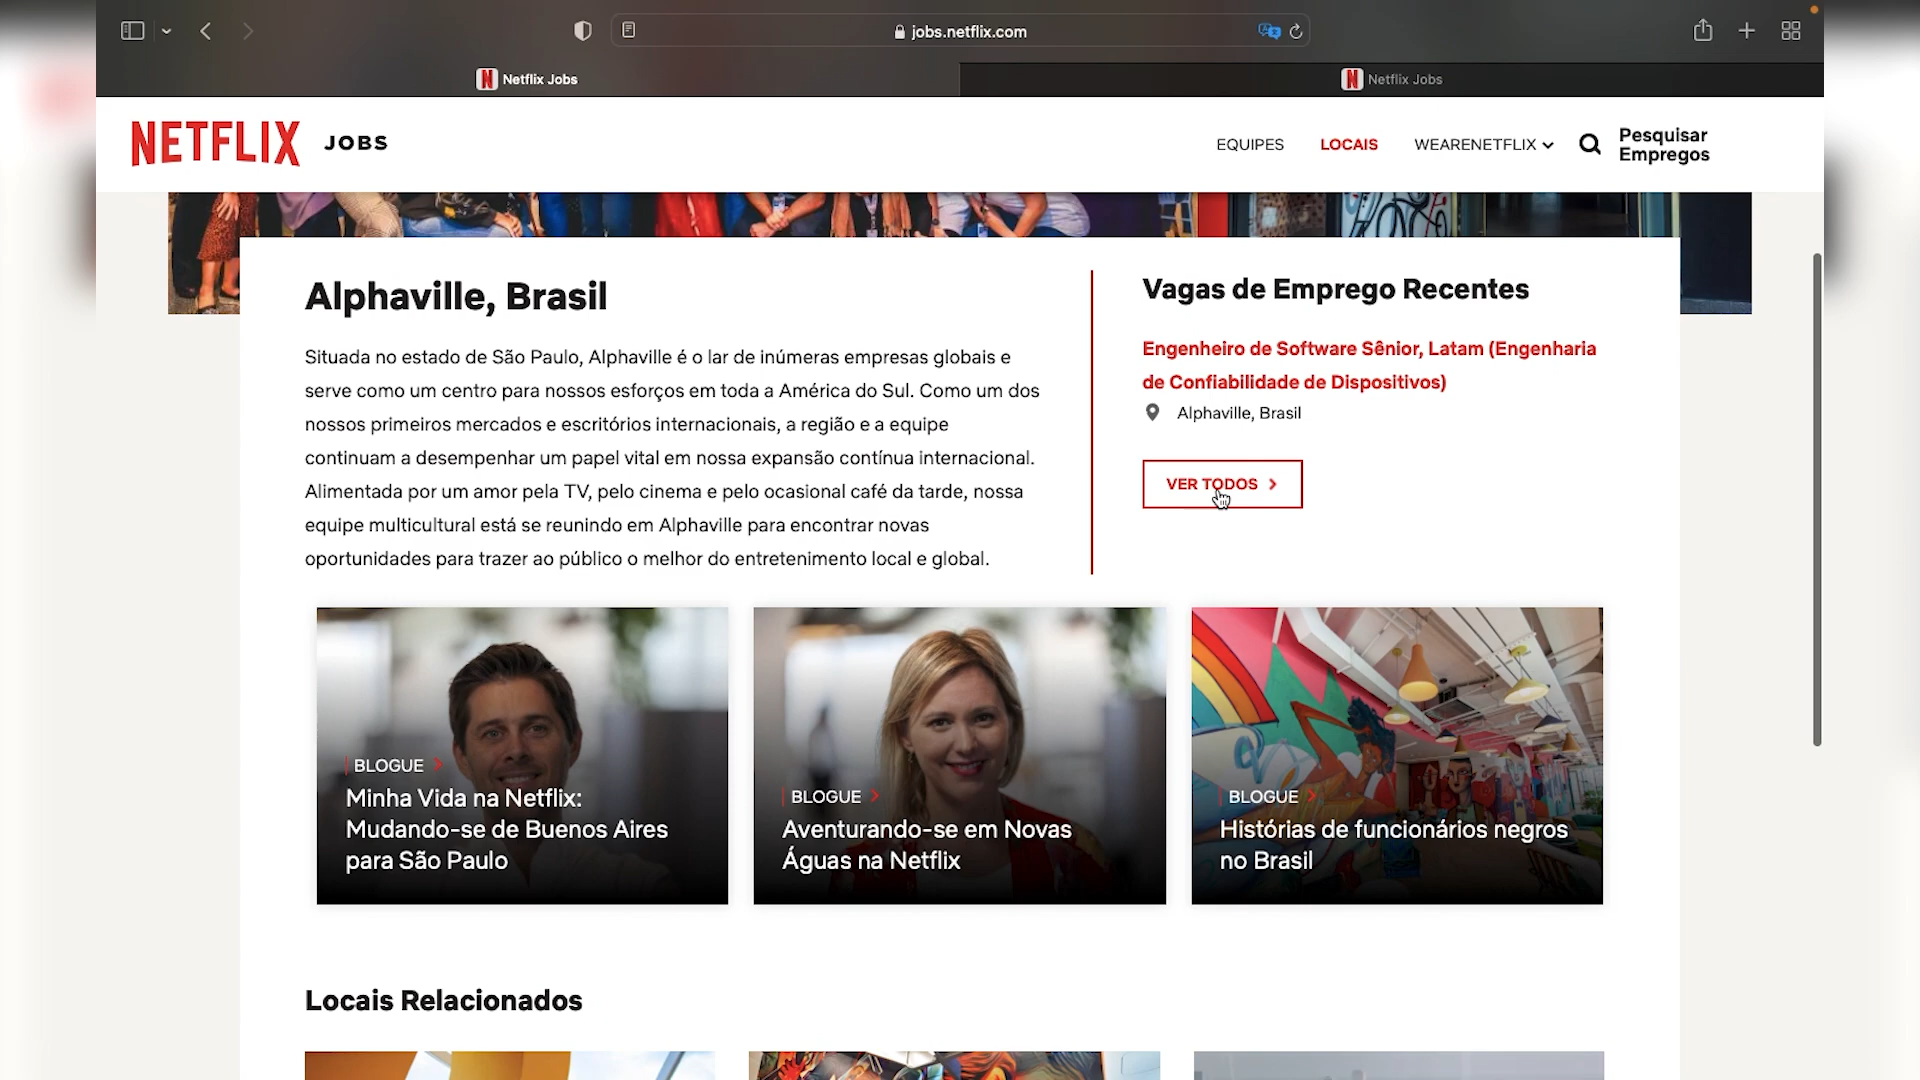 jobs.netflix.com
Netflix Jobs
Netflix Jobs
NETFLIX JOBS
EQUIPES
LOCAIS
WEARENETFLIX
Pesquisar
Empregos
Alphaville, Brasil
Situada no estado de São Paulo, Alphaville é o lar de inúmeras empresas globais e
serve como um centro para nossos esforços em toda a América do Sul. Como um dos
nossos primeiros mercados e escritórios internacionais, a região e a equipe
continuam a desempenhar um papel vital em nossa expansão contínua internacional.
Alimentada por um amor pela TV, pelo cinema e pelo ocasional café da tarde, nossa
equipe multicultural está se reunindo em Alphaville para encontrar novas
oportunidades para trazer ao público o melhor do entretenimento local e global.
Vagas de Emprego Recentes
Engenheiro de Software Sênior, Latam (Engenharia
de Confiabilidade de Dispositivos)
Alphaville, Brasil
VER TODOS
BLOGUE
Minha Vida na Netflix:
Mudando-se de Buenos Aires
para São Paulo
BLOGUE
Aventurando-se em Novas
Águas na Netflix
BLOGUE
Histórias de funcionários negros
no Brasil
Locais Relacionados